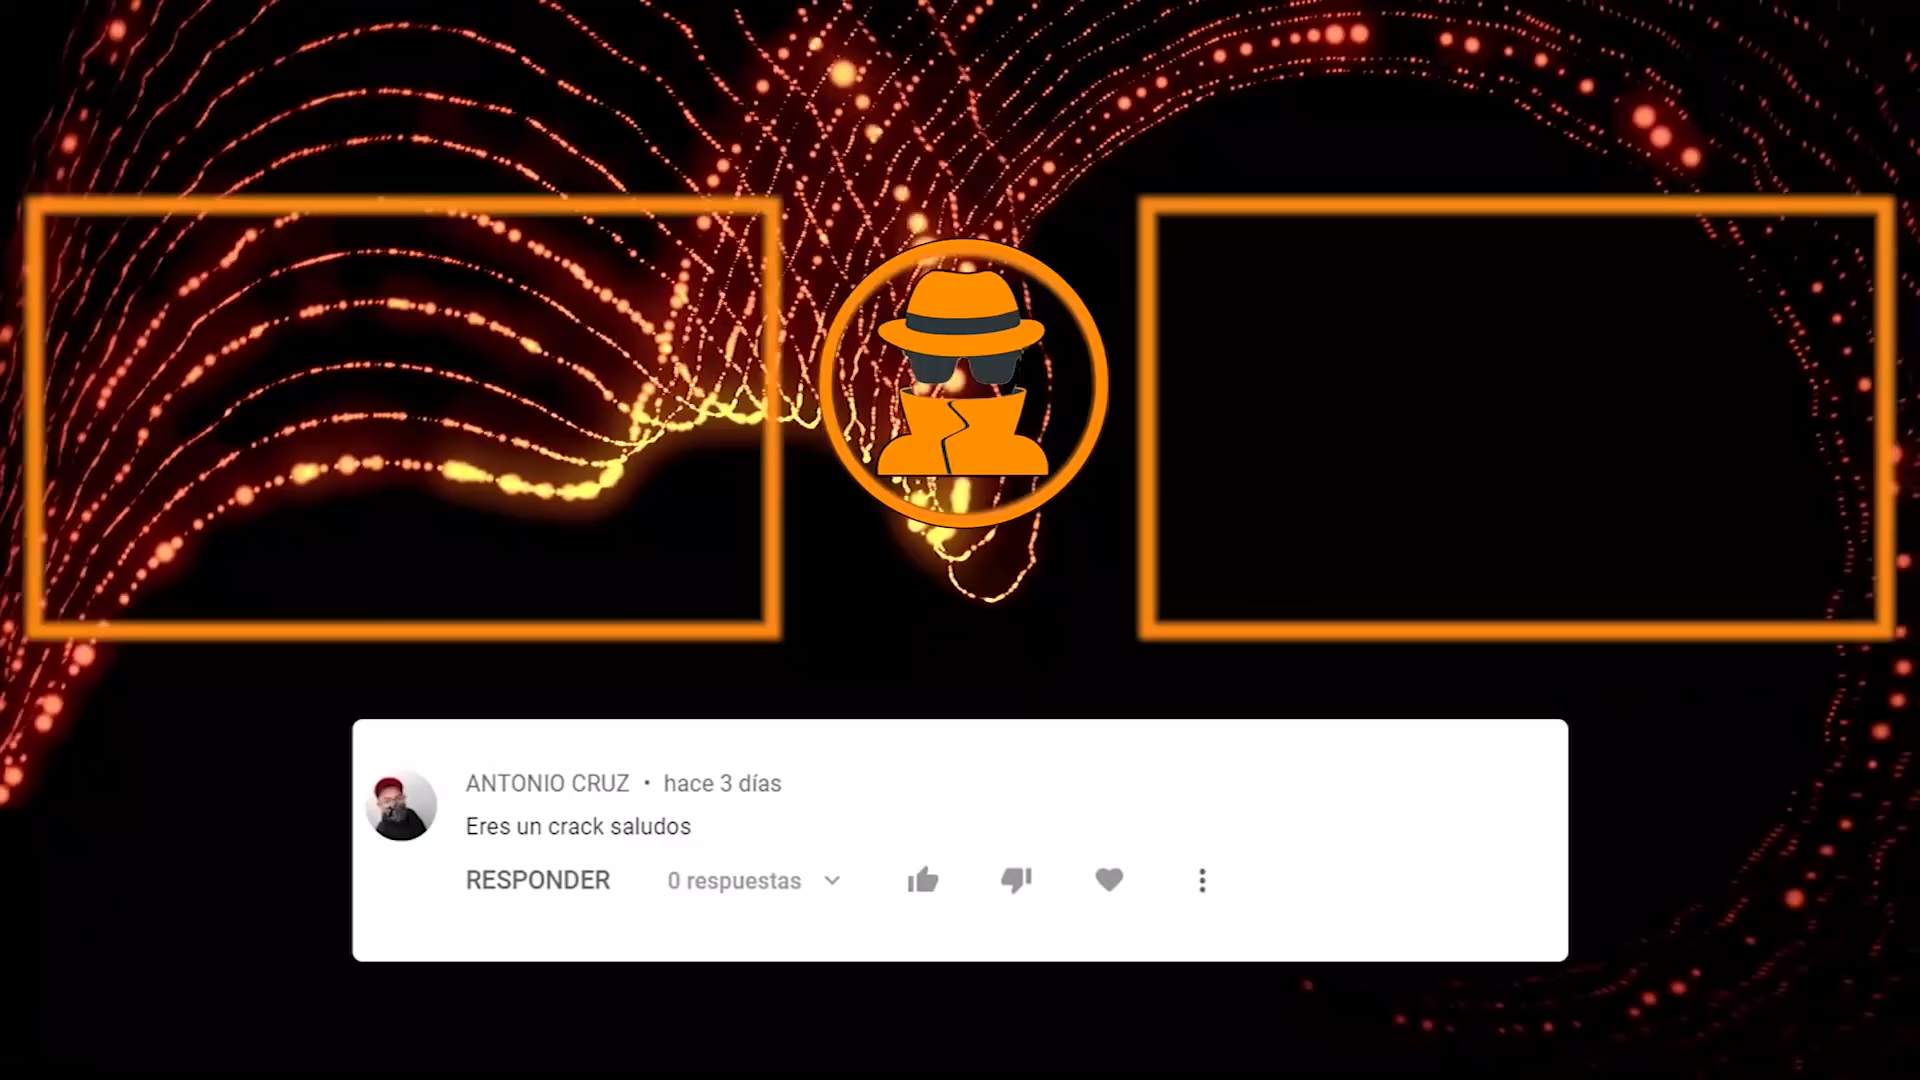 ANTONIO CRUZ • hace 3 días
Eres un crack saludos
RESPONDER 0 respuestas